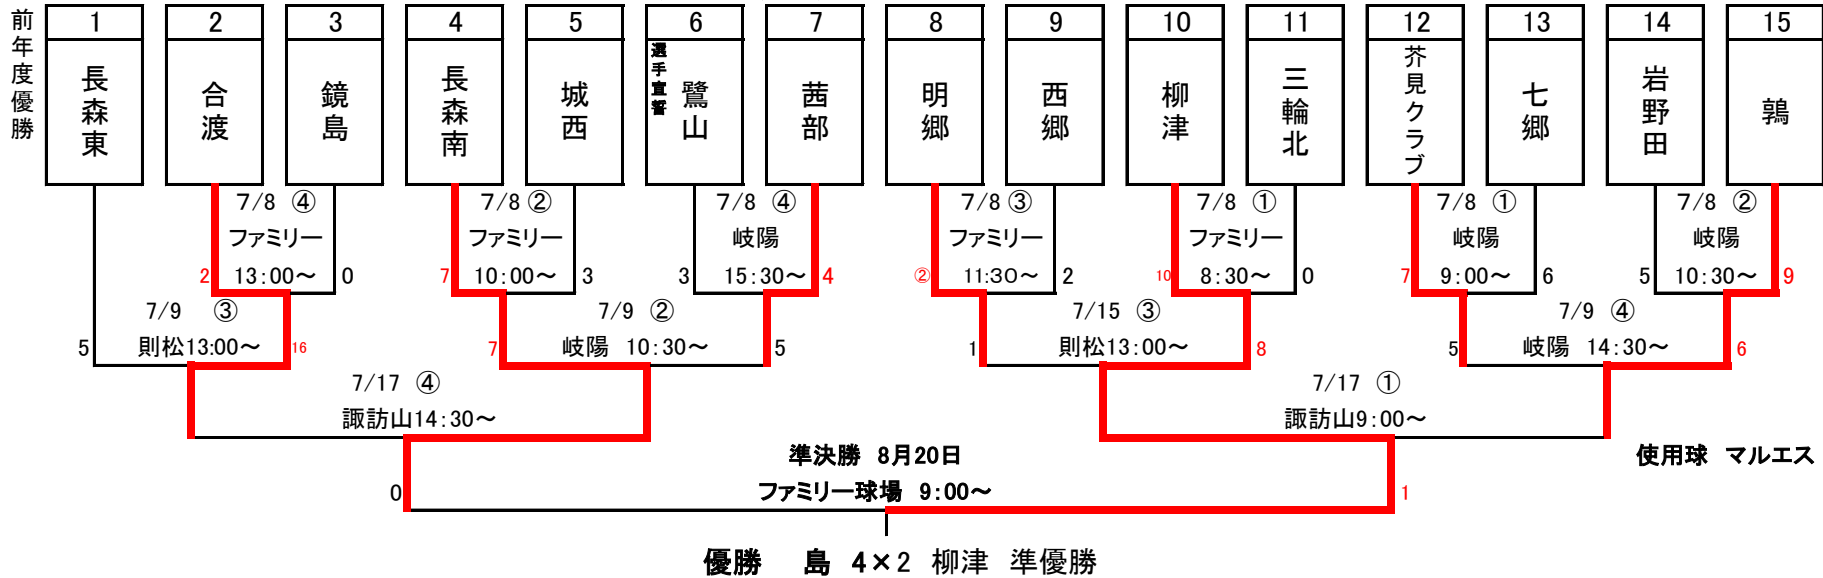 前年度優勝
1 2 3 4 5 6 7 8 9 10 11 12 13 14 15
長森東 合渡 鏡島 長森南 城西 選手宣誓 鷺山 茜部 明郷 西郷 柳津 三輪北 芥見クラブ 七郷 岩野田 鶉
7/8 ④ 7/8 ② 7/8 ④ 7/8 ③ 7/8 ① 7/8 ① 7/8 ②
ファミリー ファミリー 岐陽 ファミリー ファミリー 岐陽 岐陽
2 13:00～ 0 7 10:00～ 3 3 15:30～ 4 ② 11:30～ 2 10 8:30～ 0 7 9:00～ 6 5 10:30～ 9
7/9 ③ 7/9 ② 7/15 ③ 7/9 ④
5 則松13:00～ 16 7 岐陽 10:30～ 5 1 則松13:00～ 8 5 岐陽 14:30～ 6
7/17 ④ 7/17 ①
諏訪山14:30～ 諏訪山9:00～
準決勝 8月20日 使用球 マルエス
0 ファミリー球場 9:00～ 1
優勝 島 4×2 柳津 準優勝